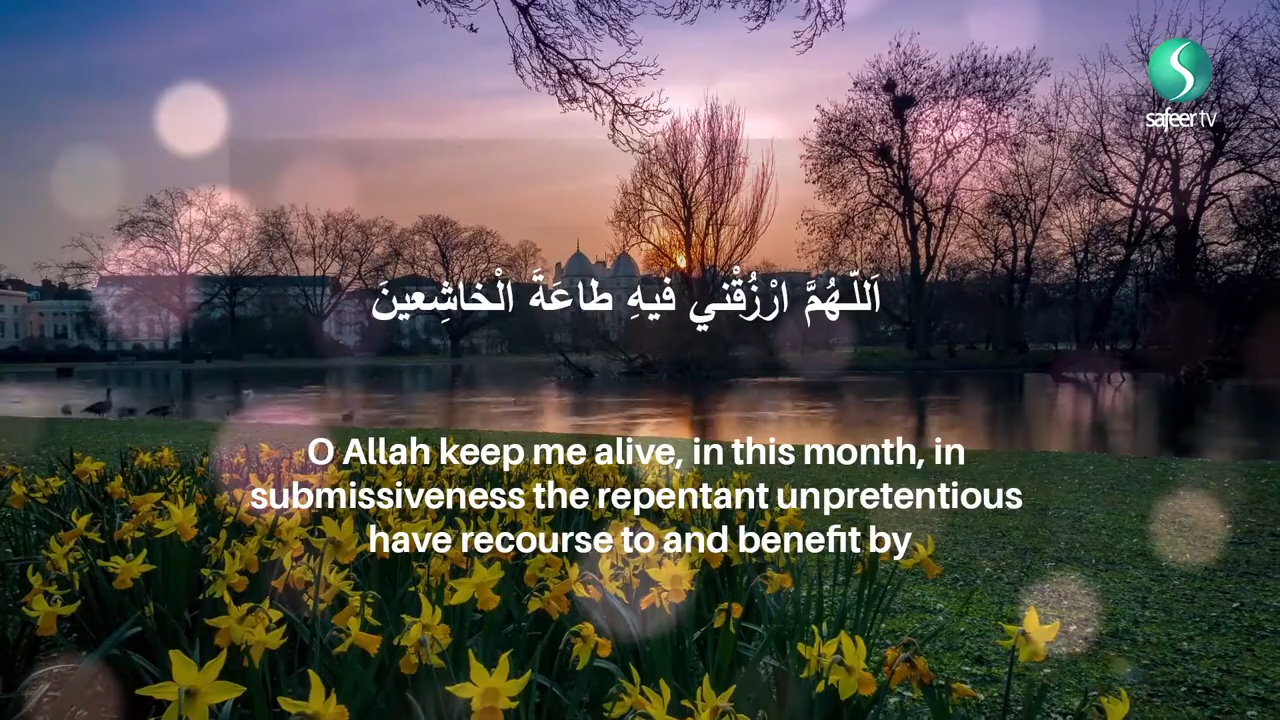 safeer tv
اَللّـهُمَّ ارْزُقْني فيهِ طاعَةَ الْخاشِعينَ
O Allah keep me alive, in this month, in
submissiveness the repentant unpretentious
have recourse to and benefit by